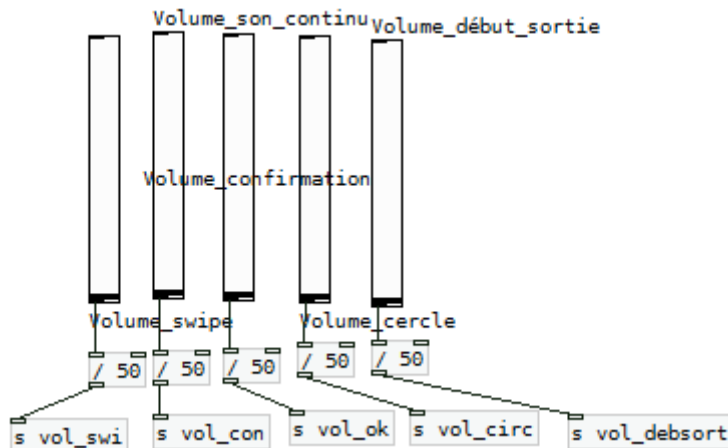 Volume_son_continu
Volume_début_sortie
Volume_confirmation
Volume_swipe
Volume_cercle
/ 50
/ 50
/ 50
/ 50
/ 50
s vol_swi
s vol_con
s vol_ok
s vol_circ
s vol_debsort